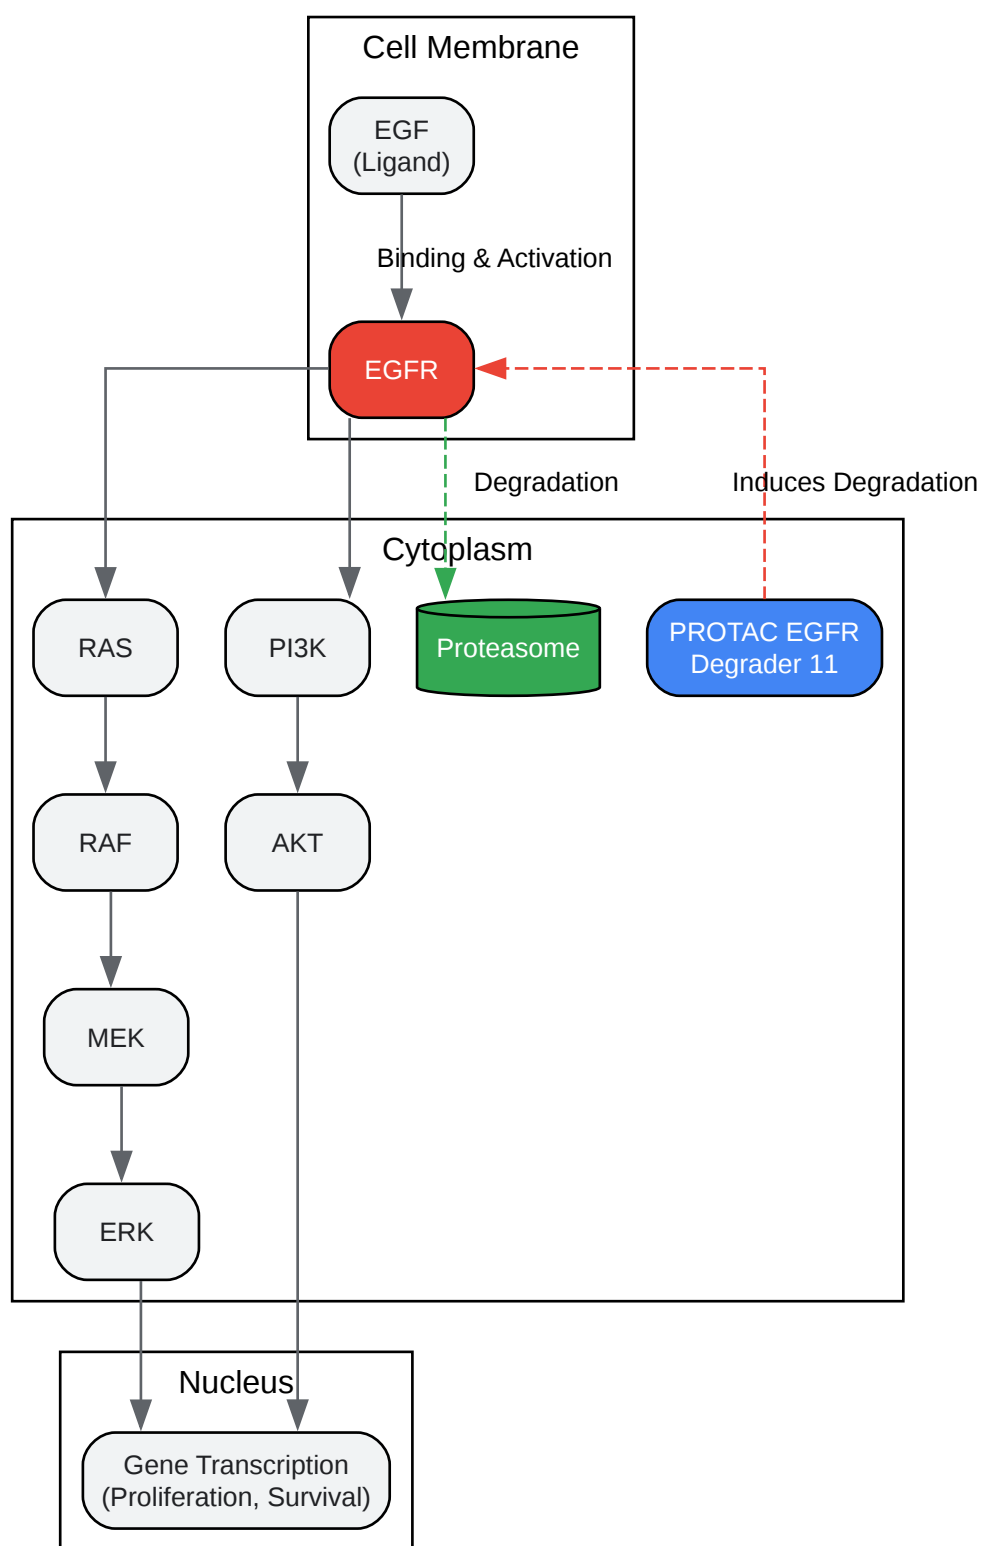 Cell Membrane
EGF
(Ligand)
Binding & Activation
EGFR
Degradation
Induces Degradation
Cytoplasm
RAS
PI3K
Proteasome
PROTAC EGFR
Degrader 11
RAF
AKT
MEK
ERK
Nucleus
Gene Transcription
(Proliferation, Survival)